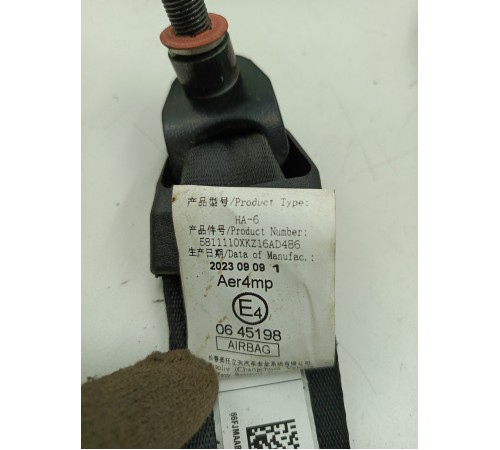 产品型号/Product Type:
HA-6
产品件号/Product Number:
5811110XKZ16AD486
生产日期/Data of Manufac.:
2023 09 09 1
Aer4mp
E4
06 45198
AIRBAG
(Changchun)